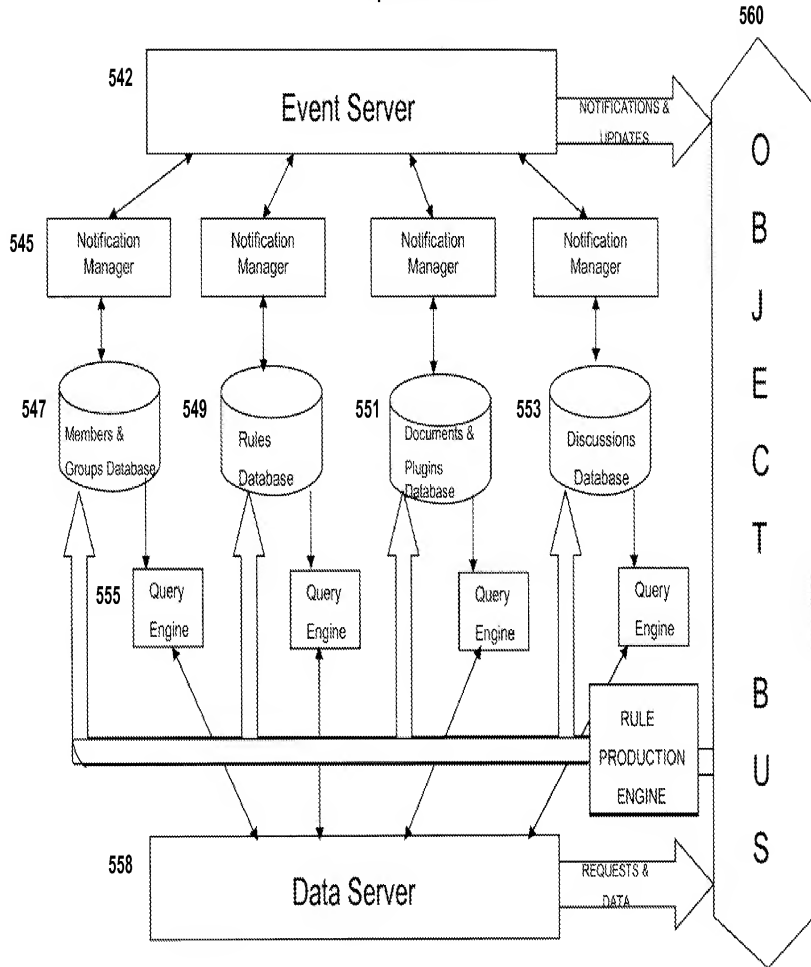 560
542
Event Server
NOTIFICATIONS &
UPDATES
545
Notification
Manager
Notification
Manager
Notification
Manager
Notification
Manager
547
Members &
Groups Database
549
Rules
Database
551
Documents &
Plugins
Database
553
Discussions
Database
555
Query
Engine
Query
Engine
Query
Engine
Query
Engine
RULE
PRODUCTION
ENGINE
558
Data Server
REQUESTS &
DATA
OBJECT BUS